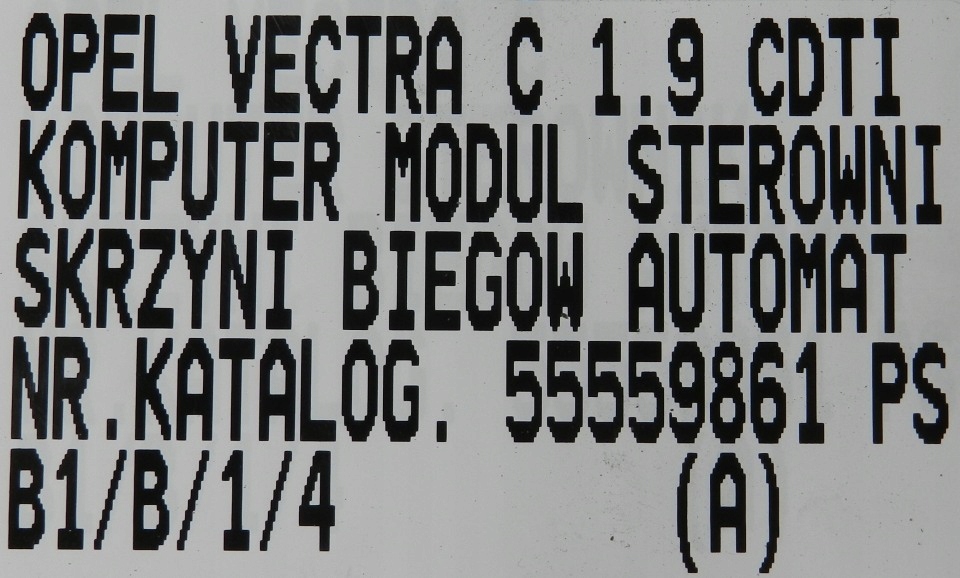 OPEL VECTRA C 1.9 CDTI
KOMPUTER MODUL STEROWNI
SKRZYNI BIEGOW AUTOMAT
NR.KATALOG. 55559861 PS
B1/B/1/4 (A)